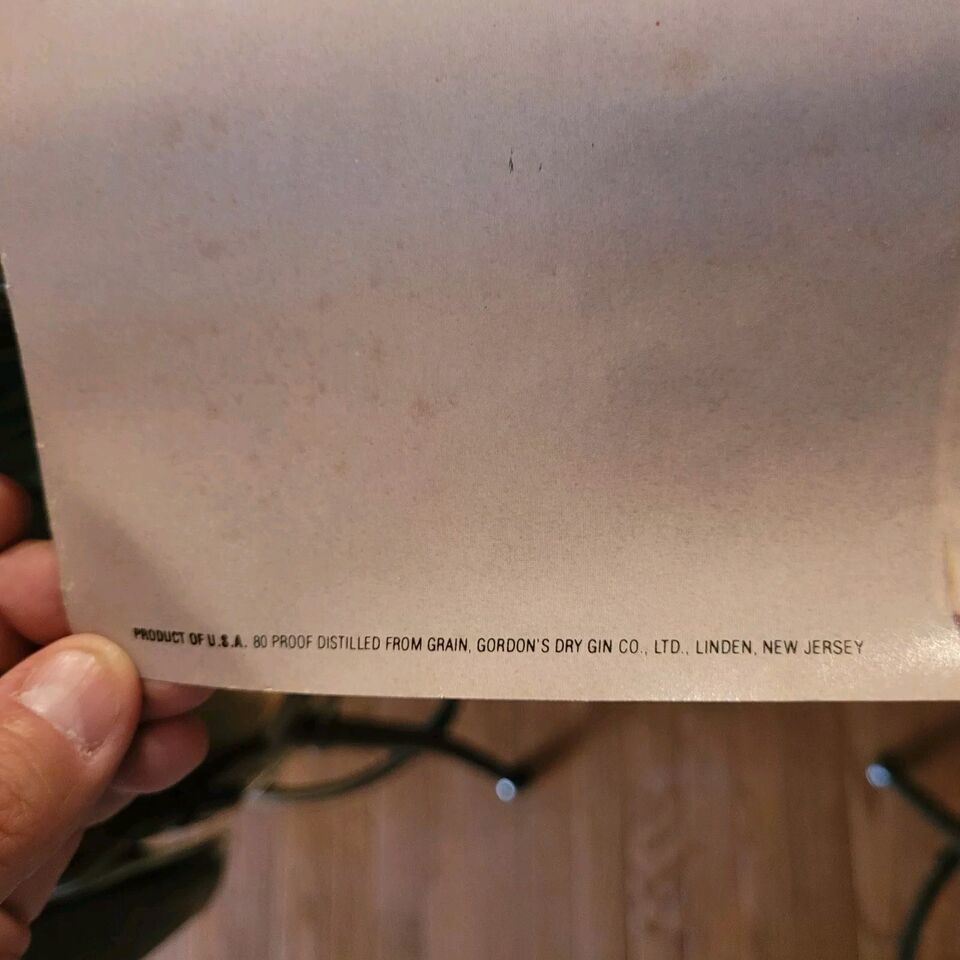 PRODUCT OF U.S.A. 80 PROOF DISTILLED FROM GRAIN, GORDON'S DRY GIN CO., LTD., LINDEN, NEW JERSEY